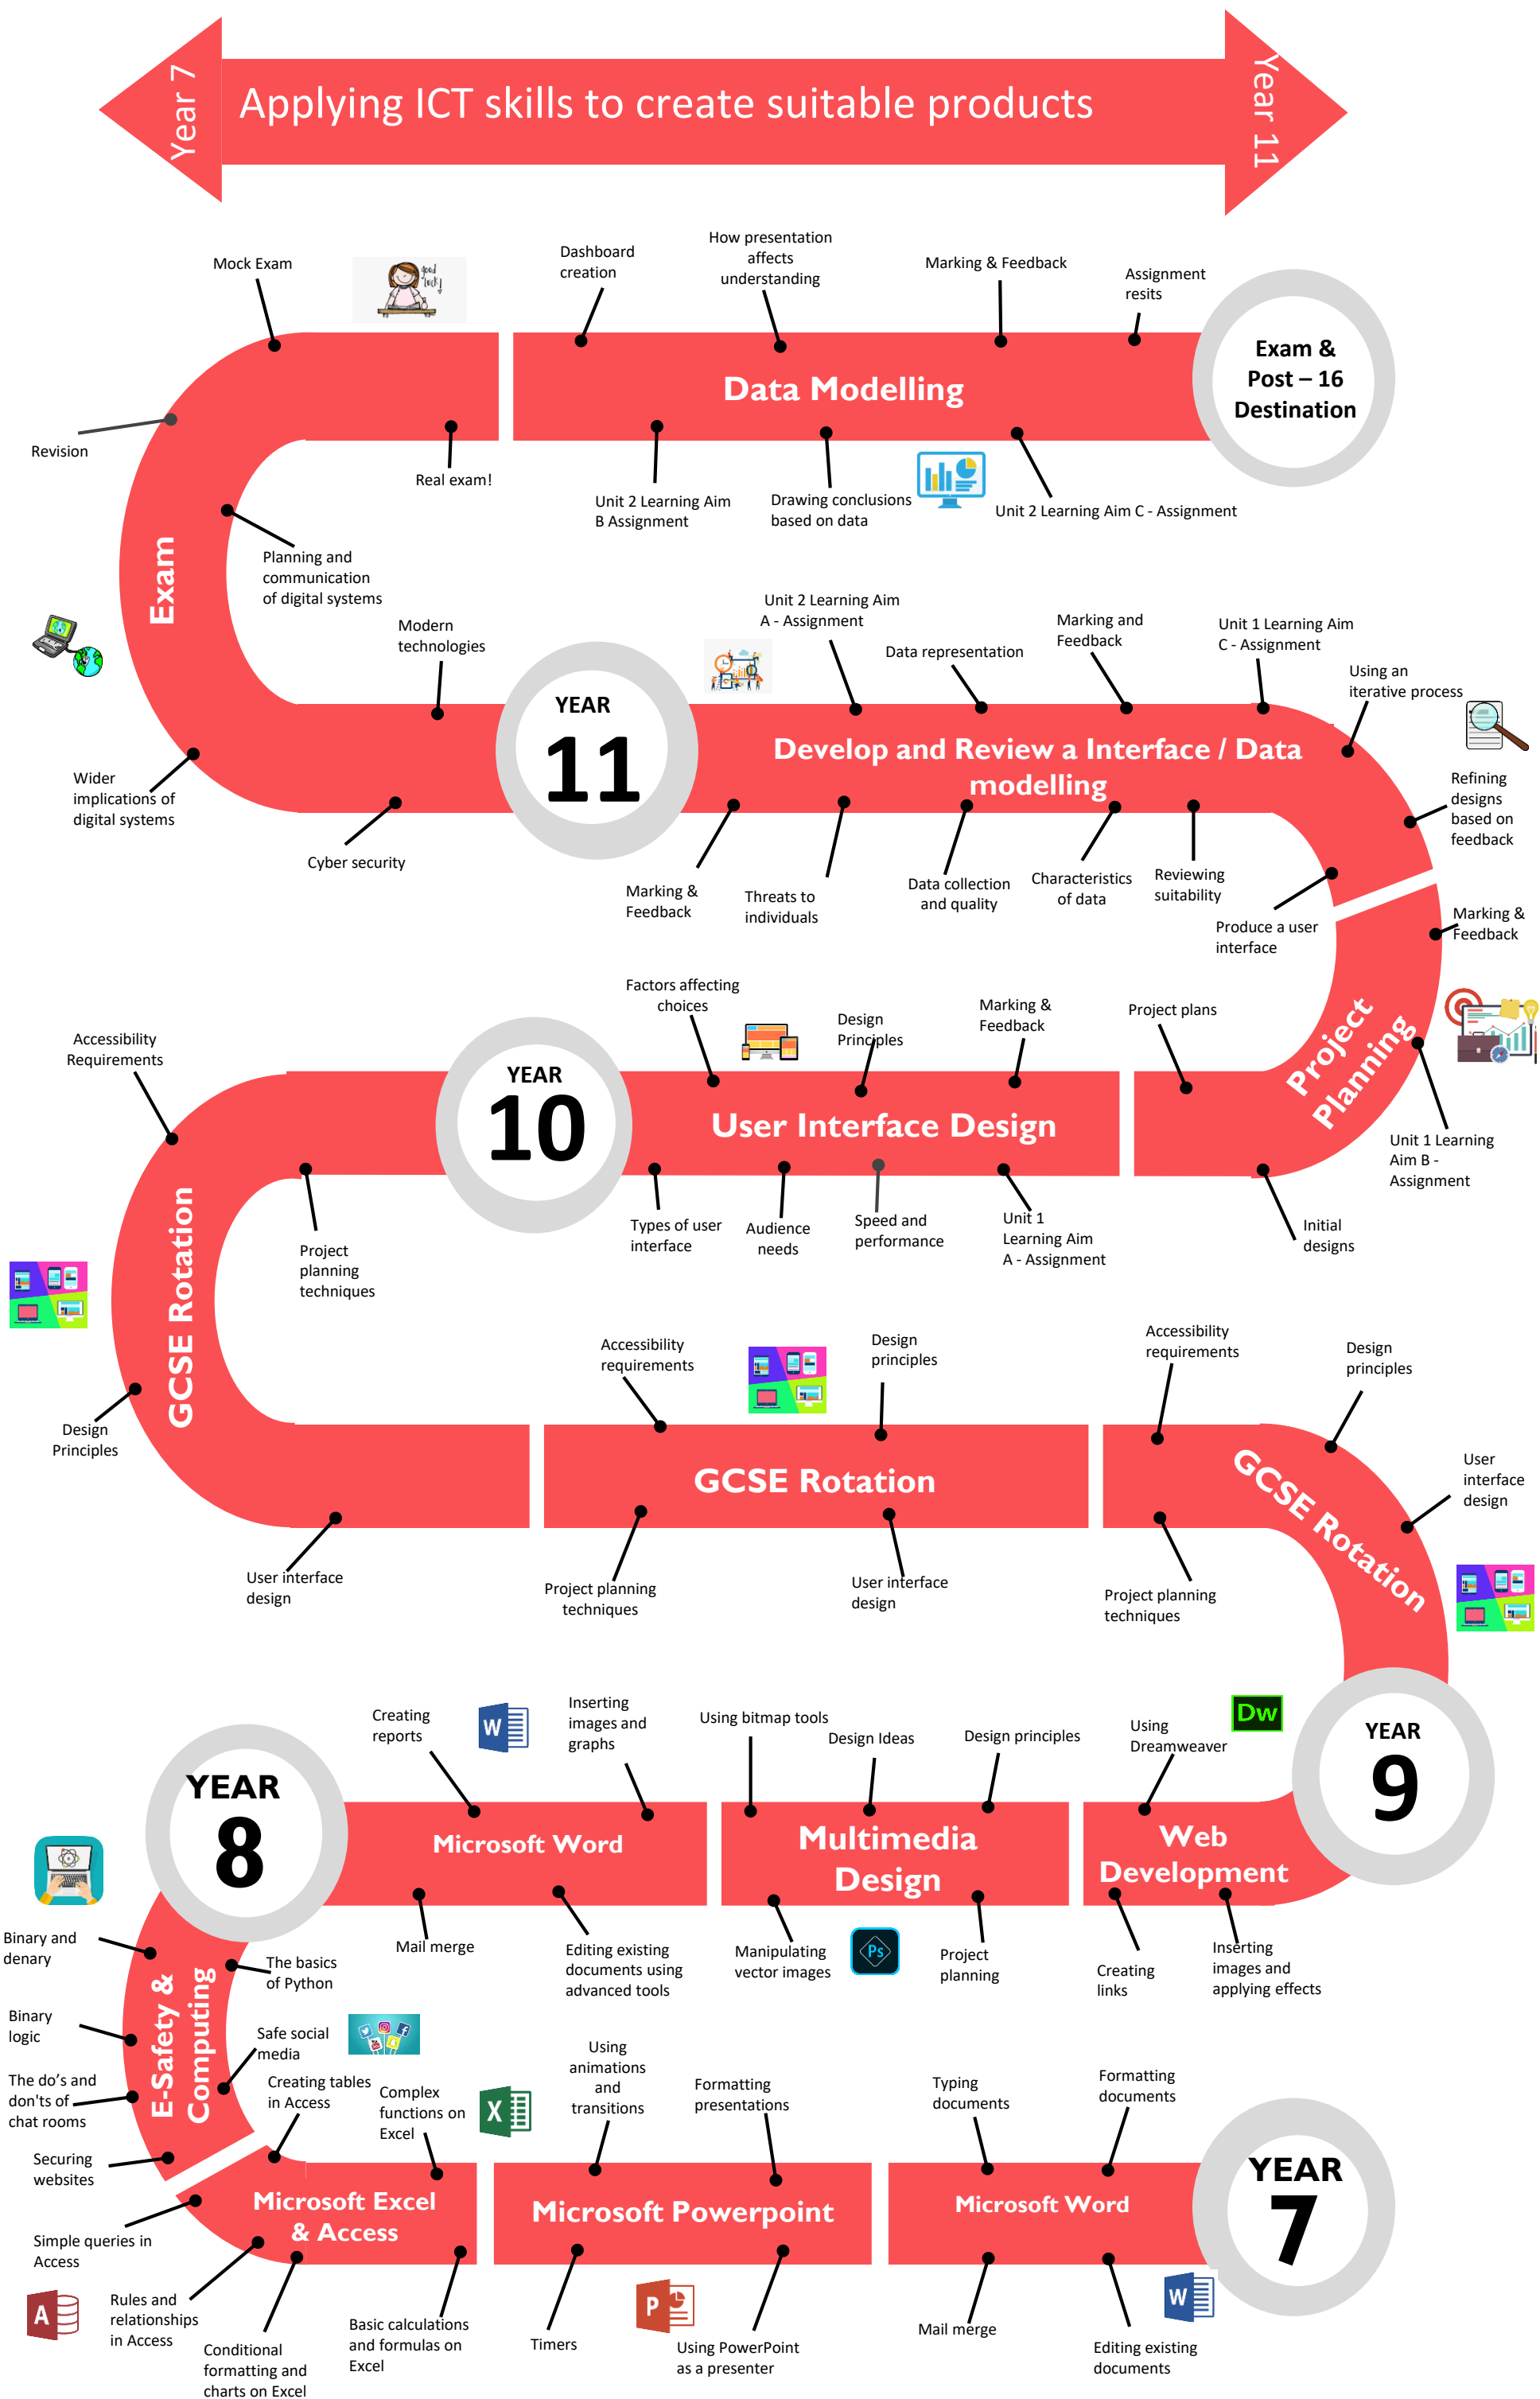 Year 7
Applying ICT skills to create suitable products
Year 11
Mock Exam
good
luck!
Dashboard
creation
How presentation
affects
understanding
Marking & Feedback
Assignment
resits
Exam &
Post – 16
Destination
Data Modelling
Revision
Real exam!
Unit 2 Learning Aim
B Assignment
Drawing conclusions
based on data
Unit 2 Learning Aim C - Assignment
Exam
Planning and
communication
of digital systems
Modern
technologies
Wider
implications of
digital systems
Cyber security
YEAR
11
Unit 2 Learning Aim
A - Assignment
Data representation
Marking and
Feedback
Unit 1 Learning Aim
C - Assignment
Using an
iterative process
Develop and Review a Interface / Data
modelling
Refining
designs
based on
feedback
Marking &
Feedback
Threats to
individuals
Data collection
and quality
Characteristics
of data
Reviewing
suitability
Produce a user
interface
Marking &
Feedback
Project
Planning
Factors affecting
choices
Design
Principles
Marking &
Feedback
Project plans
Accessibility
Requirements
YEAR
10
User Interface Design
Unit 1 Learning
Aim B -
Assignment
Project
planning
techniques
Types of user
interface
Audience
needs
Speed and
performance
Unit 1
Learning Aim
A - Assignment
Initial
designs
GCSE Rotation
Design
Principles
User interface
design
Accessibility
requirements
Design
principles
GCSE Rotation
Project planning
techniques
User interface
design
Accessibility
requirements
Design
principles
User
interface
design
GCSE Rotation
Project planning
techniques
YEAR
9
Creating
reports
W
Inserting
images and
graphs
Using bitmap tools
Design Ideas
Design principles
Using
Dreamweaver
Dw
YEAR
8
Microsoft Word
Multimedia
Design
Web
Development
Mail merge
Editing existing
documents using
advanced tools
Manipulating
vector images
Ps
Project
planning
Creating
links
Inserting
images and
applying effects
Binary and
denary
The basics
of Python
Binary
logic
E-Safety &
Computing
Safe social
media
The do's and
don'ts of
chat rooms
Securing
websites
Creating tables
in Access
Complex
functions on
Excel
X
Using
animations
and
transitions
Formatting
presentations
Typing
documents
Formatting
documents
YEAR
7
Microsoft Excel
& Access
Microsoft Powerpoint
Microsoft Word
Simple queries in
Access
A
Rules and
relationships
in Access
Conditional
formatting and
charts on Excel
Basic calculations
and formulas on
Excel
Timers
P
Using PowerPoint
as a presenter
Mail merge
W
Editing existing
documents